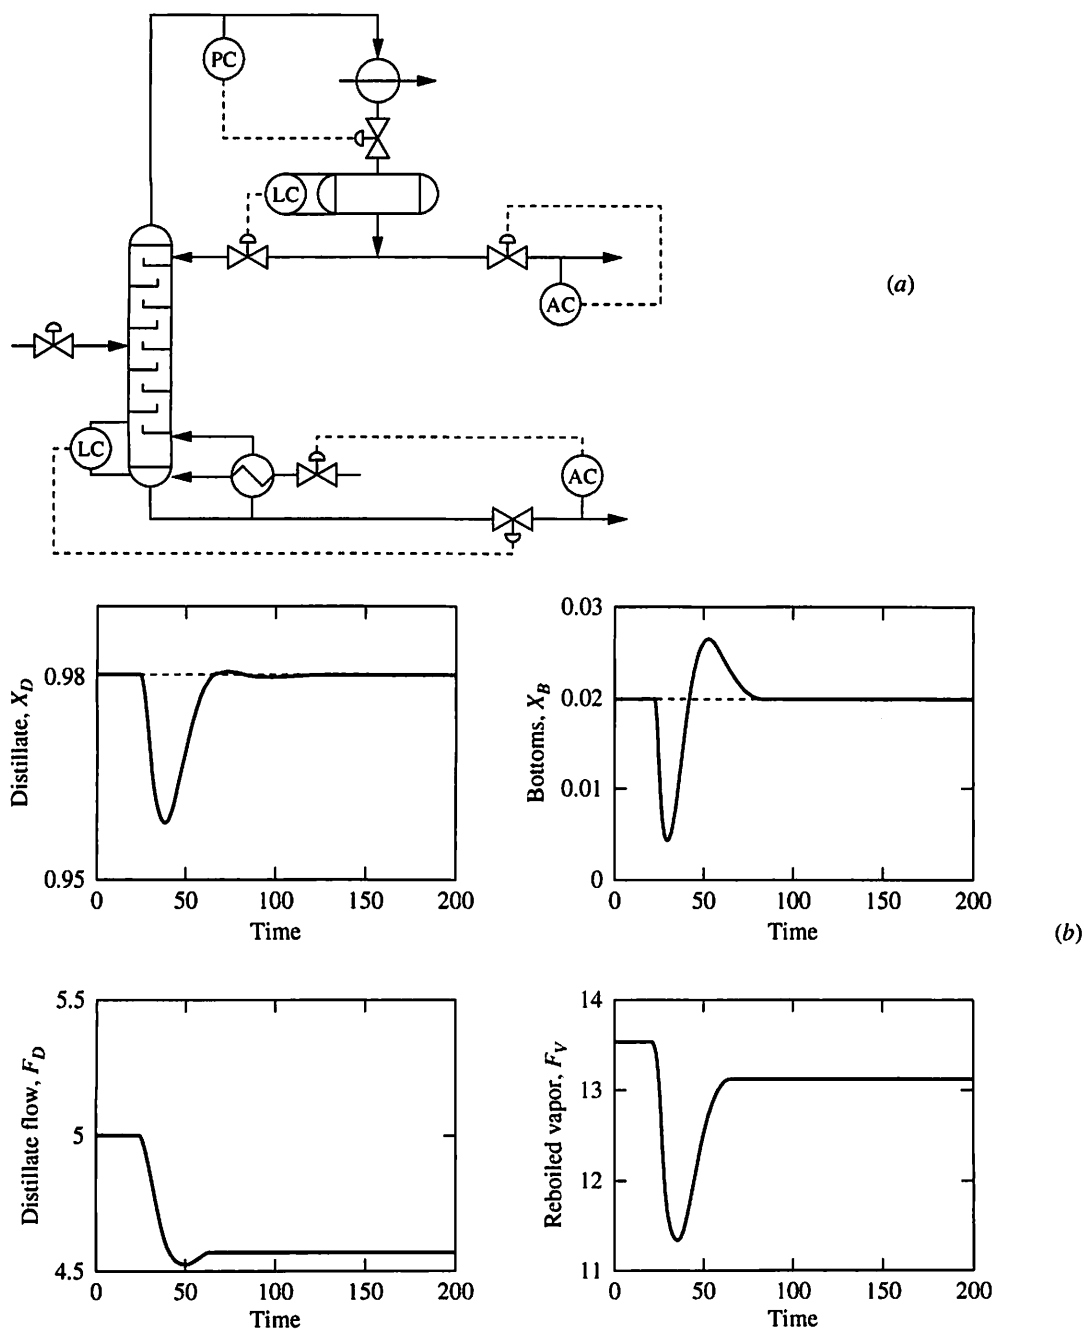 PC
LC
AC
(a)
LC
AC
0.98
0.95
Distillate, X_D
0 50 100 150 200
Time
0.03
0.02
0.01
0
Bottoms, X_B
0 50 100 150 200
Time
(b)
5.5
5
4.5
Distillate flow, F_D
0 50 100 150 200
Time
14
13
12
11
Reboiled vapor, F_V
0 50 100 150 200
Time